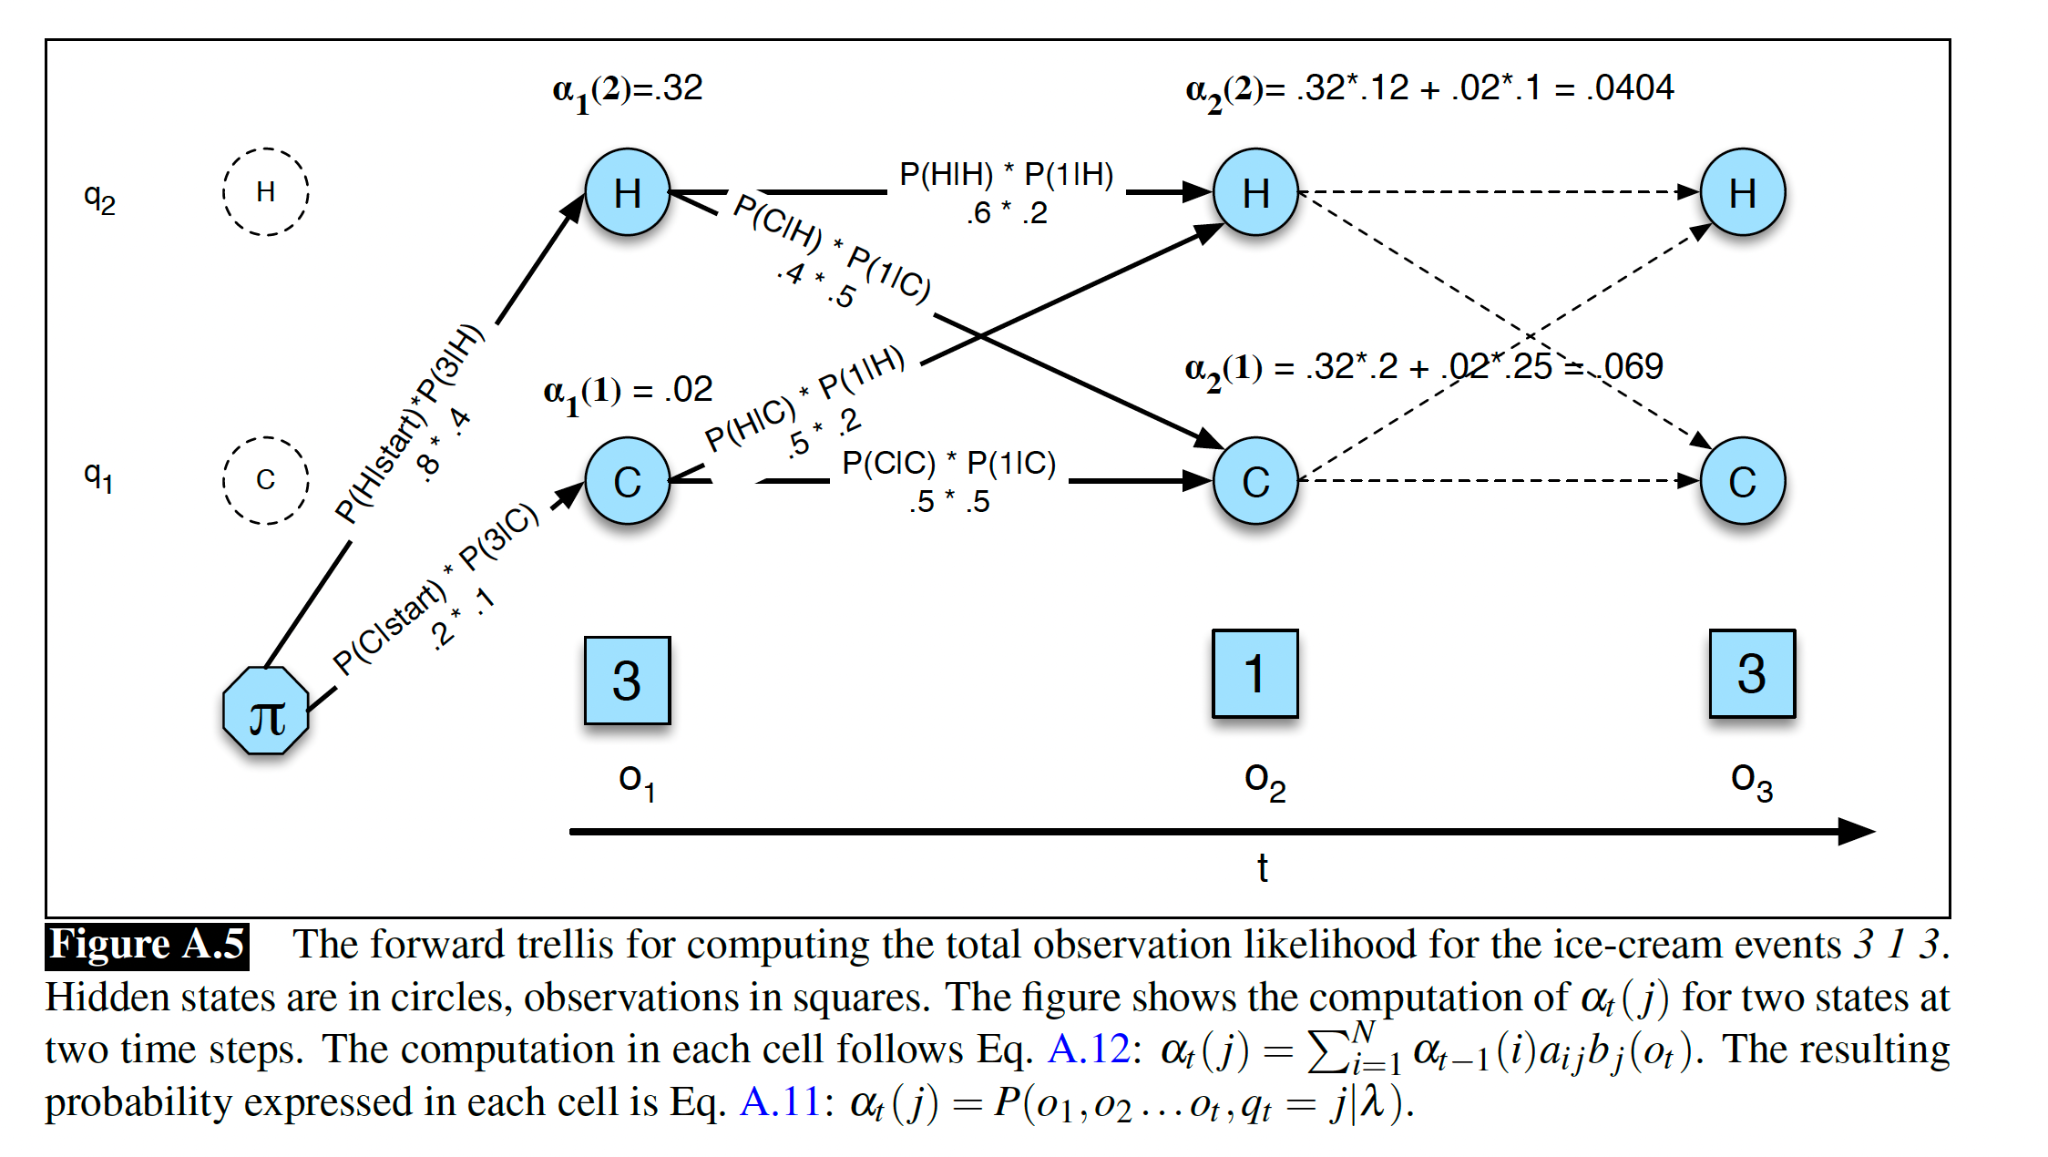 α₁(2)=.32
α₂(2)= .32*.12 + .02*.1 = .0404
q₂
H
H
P(H|H) * P(1|H)
.6 * .2
H
H
P(C|H) * P(1|C)
.4 * .5
P(H|start)*P(3|H)
.8 * .4
α₁(1) = .02
P(H|C) * P(1|H)
.5 * .2
α₂(1) = .32*.2 + .02*.25 = .069
q₁
C
C
P(C|C) * P(1|C)
.5 * .5
C
C
P(C|start) * P(3|C)
.2 * .1
π
3
1
3
o₁
o₂
o₃
t
Figure A.5 The forward trellis for computing the total observation likelihood for the ice-cream events 3 1 3.
Hidden states are in circles, observations in squares. The figure shows the computation of αₜ(j) for two states at
two time steps. The computation in each cell follows Eq. A.12: αₜ(j) = ∑ᵢ₌₁ᴺ αₜ₋₁(i)aᵢⱼbⱼ(oₜ). The resulting
probability expressed in each cell is Eq. A.11: αₜ(j) = P(o₁,o₂...oₜ,qₜ = j|λ).